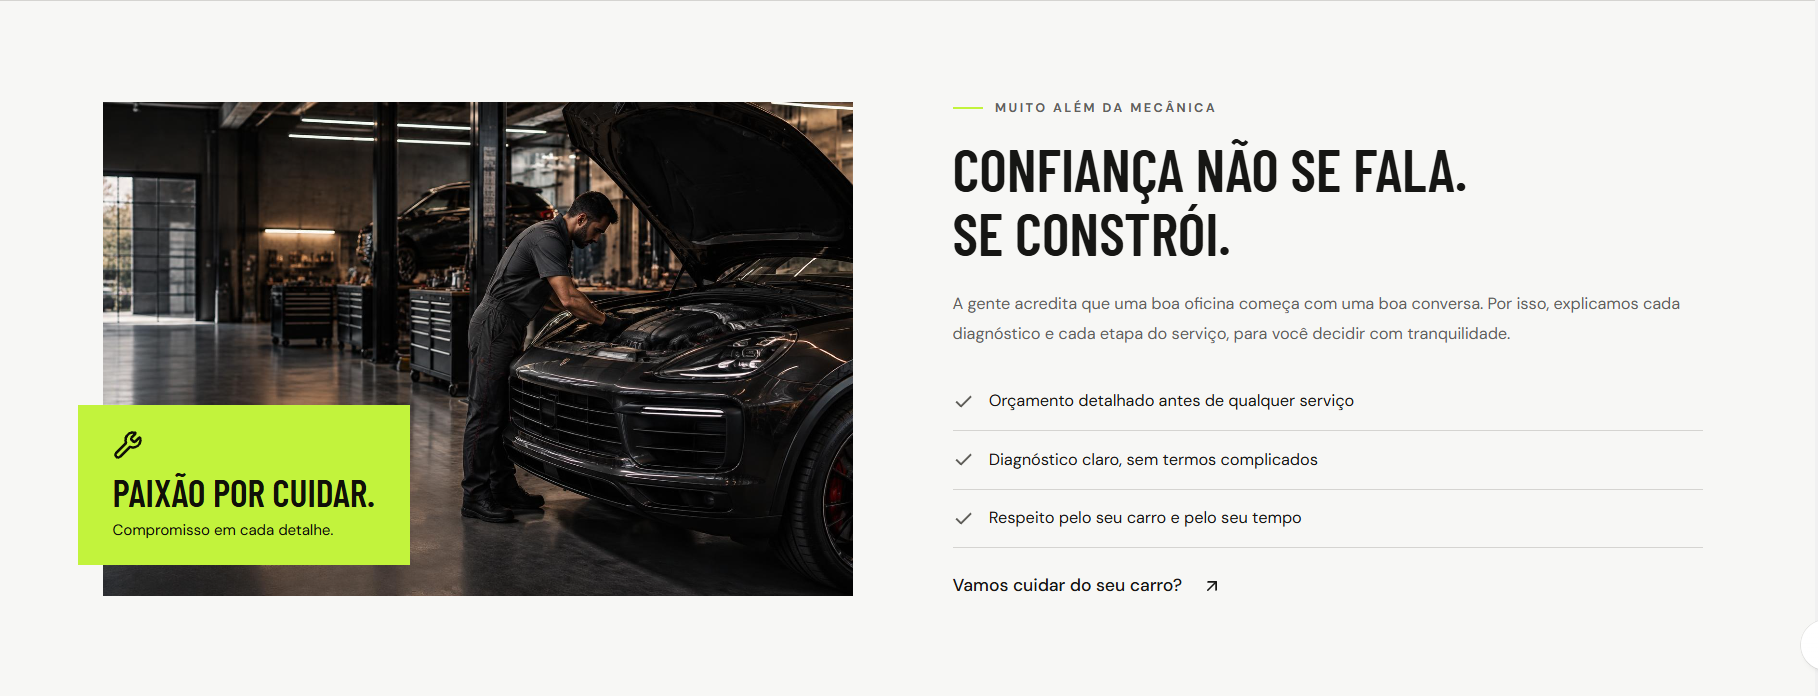 MUITO ALÉM DA MECÂNICA
CONFIANÇA NÃO SE FALA.
SE CONSTRÓI.
A gente acredita que uma boa oficina começa com uma boa conversa. Por isso, explicamos cada
diagnóstico e cada etapa do serviço, para você decidir com tranquilidade.
Orçamento detalhado antes de qualquer serviço
Diagnóstico claro, sem termos complicados
Respeito pelo seu carro e pelo seu tempo
Vamos cuidar do seu carro?
PAIXÃO POR CUIDAR.
Compromisso em cada detalhe.